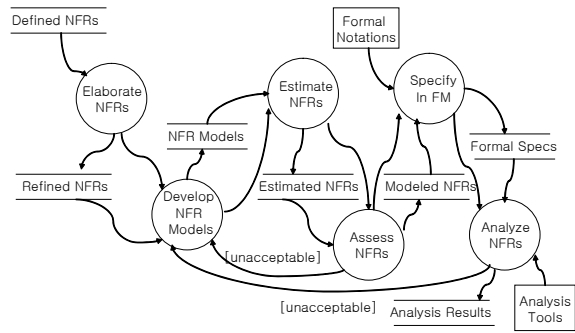 Defined NFRs
Formal
Notations
Elaborate
NFRs
Estimate
NFRs
Specify
In FM
NFR Models
Formal Specs
Refined NFRs
Develop
NFR
Models
Estimated NFRs
Modeled NFRs
Assess
NFRs
Analyze
NFRs
[unacceptable]
[unacceptable]
Analysis Results
Analysis
Tools